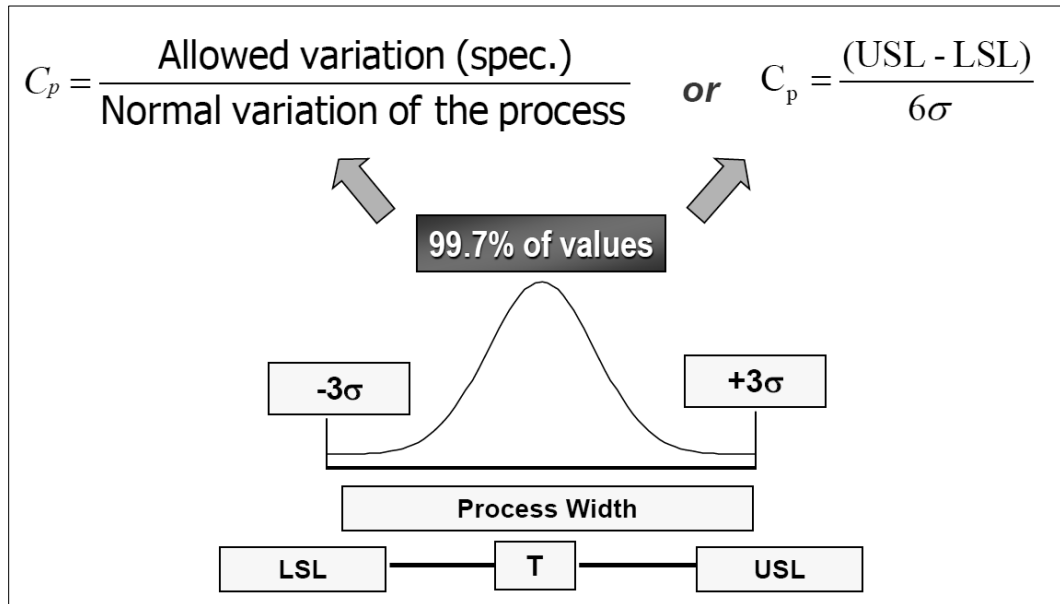 Cp = Allowed variation (spec.) / Normal variation of the process or Cp = (USL - LSL) / 6σ
99.7% of values
-3σ +3σ
Process Width
LSL T USL